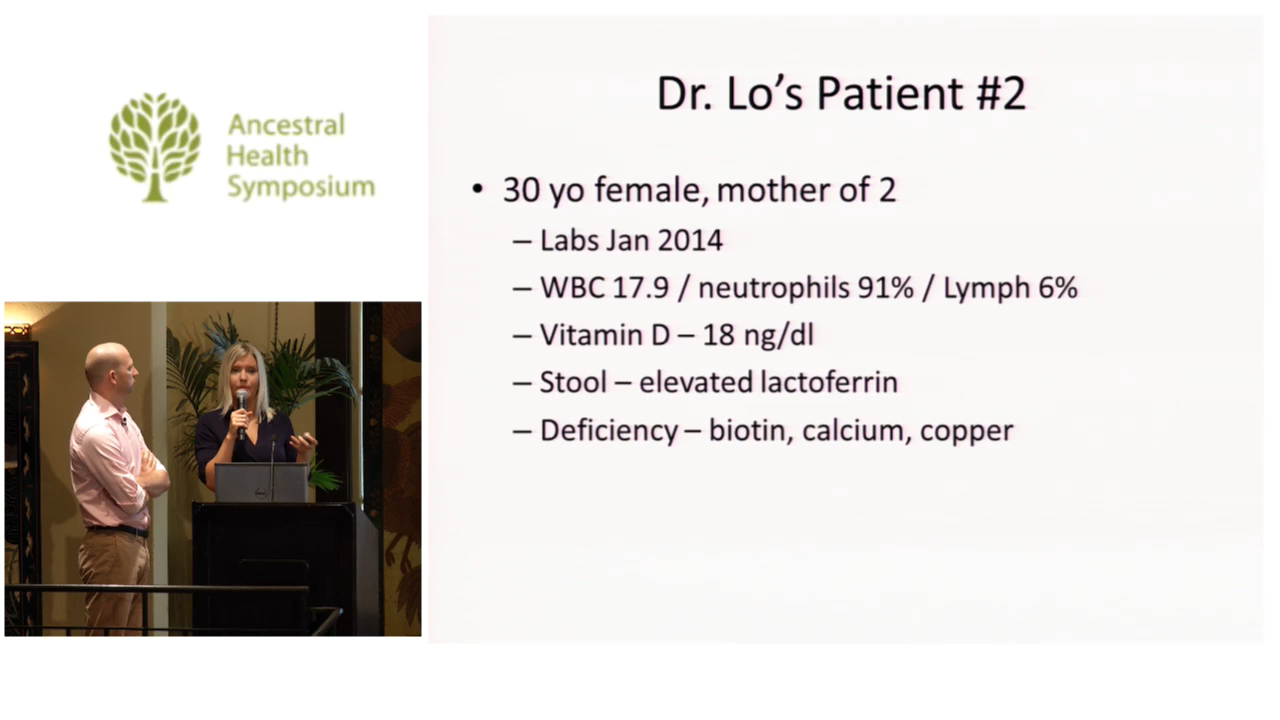 Ancestral
Health
Symposium
Dr. Lo's Patient #2
• 30 yo female, mother of 2
– Labs Jan 2014
– WBC 17.9 / neutrophils 91% / Lymph 6%
– Vitamin D – 18 ng/dl
– Stool – elevated lactoferrin
– Deficiency – biotin, calcium, copper